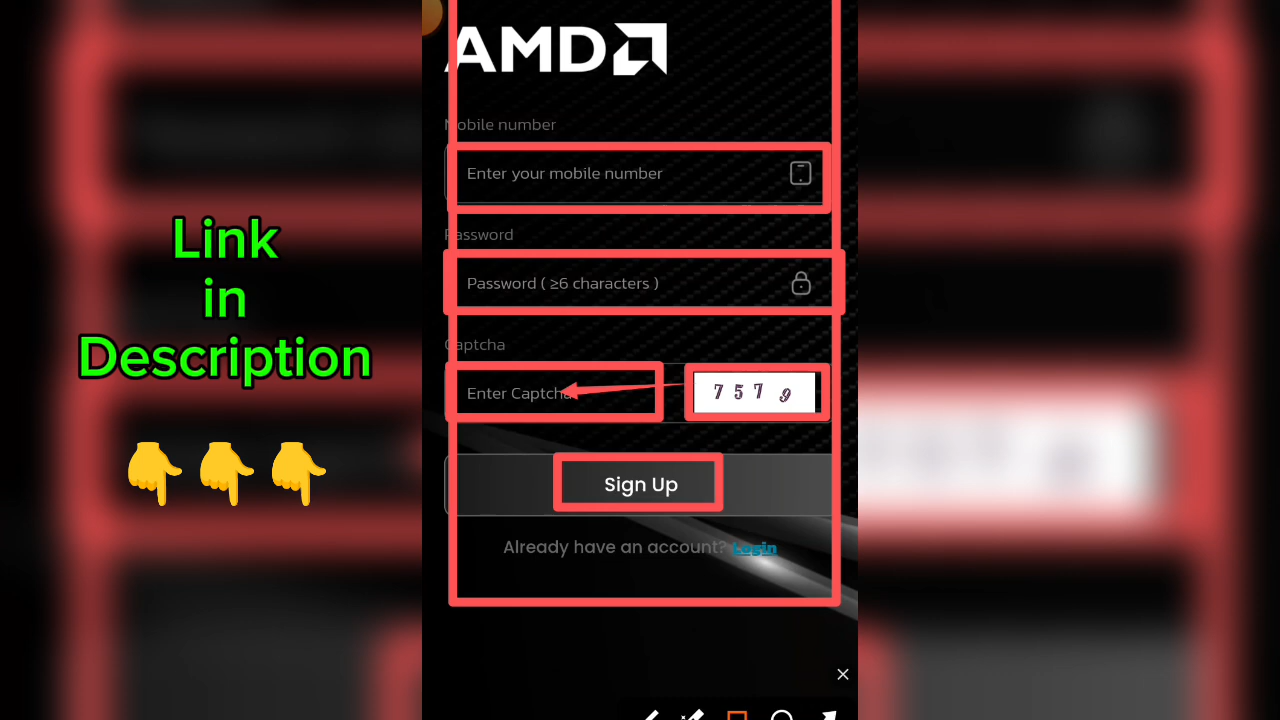 Link
in
Description
AMD
Mobile number
Enter your mobile number
Password
Password ( ≥6 characters )
Captcha
Enter Captcha
7 5 7 9
Sign Up
Already have an account? Login